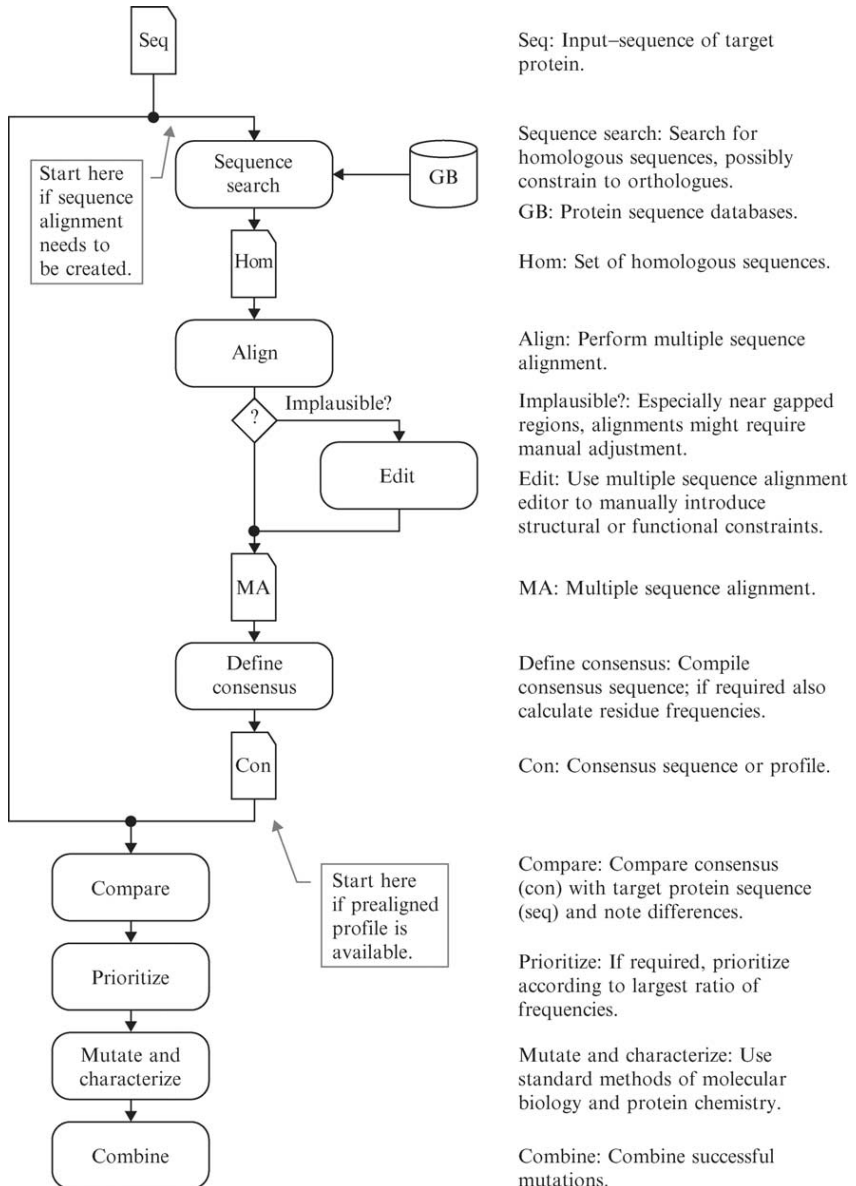 Seq
Seq: Input–sequence of target
protein.
Start here
if sequence
alignment
needs to
be created.
Sequence
search
GB
Sequence search: Search for
homologous sequences, possibly
constrain to orthologues.
GB: Protein sequence databases.
Hom
Hom: Set of homologous sequences.
Align
Align: Perform multiple sequence
alignment.
?
Implausible?
Implausible?: Especially near gapped
regions, alignments might require
manual adjustment.
Edit
Edit: Use multiple sequence alignment
editor to manually introduce
structural or functional constraints.
MA
MA: Multiple sequence alignment.
Define
consensus
Define consensus: Compile
consensus sequence; if required also
calculate residue frequencies.
Con
Con: Consensus sequence or profile.
Start here
if prealigned
profile is
available.
Compare
Compare: Compare consensus
(con) with target protein sequence
(seq) and note differences.
Prioritize
Prioritize: If required, prioritize
according to largest ratio of
frequencies.
Mutate and
characterize
Mutate and characterize: Use
standard methods of molecular
biology and protein chemistry.
Combine
Combine: Combine successful
mutations.